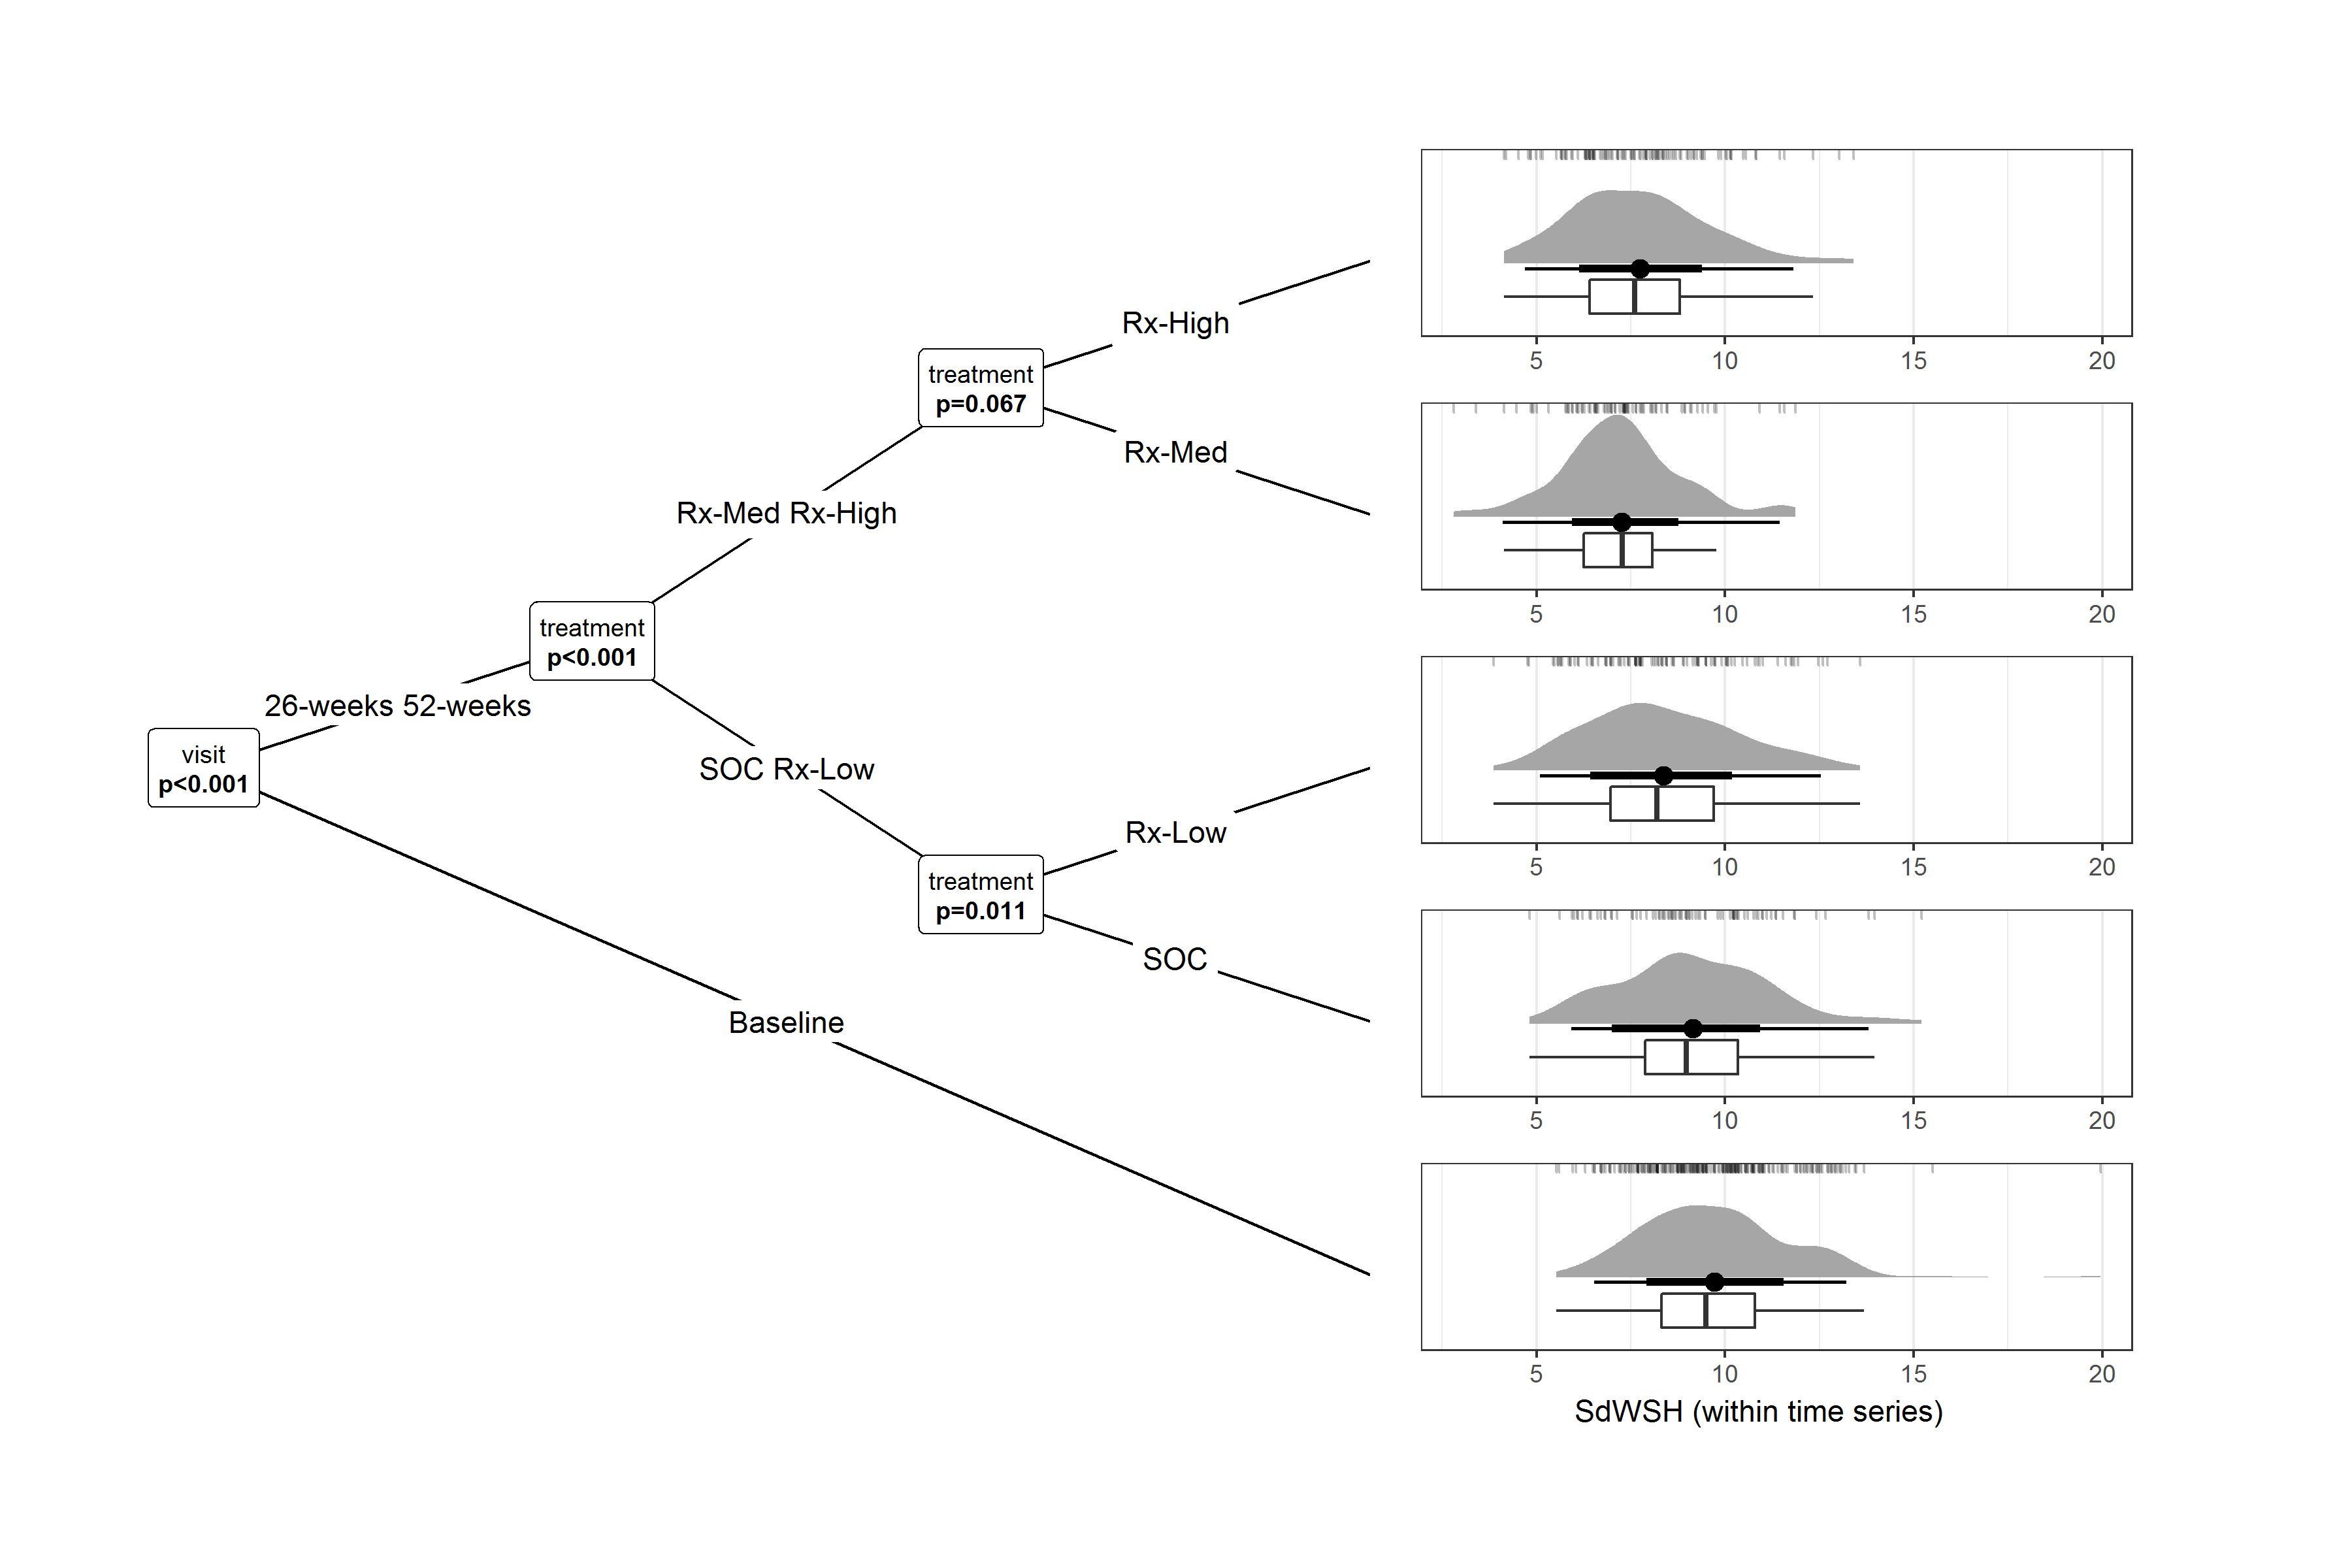 5 10 15 20
Rx-High
treatment
p=0.067
Rx-Med
Rx-Med Rx-High
5 10 15 20
treatment
p<0.001
26-weeks 52-weeks
visit
p<0.001
SOC Rx-Low
Rx-Low
5 10 15 20
treatment
p=0.011
SOC
Baseline
5 10 15 20
5 10 15 20
SdWSH (within time series)